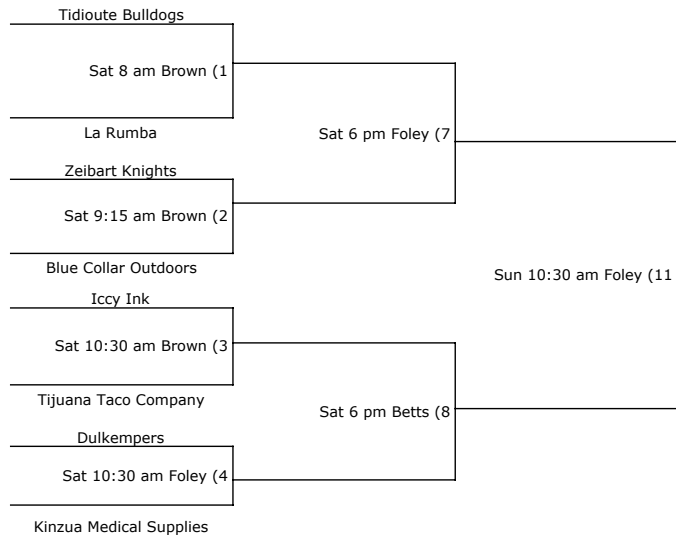 Tidioute Bulldogs
Sat 8 am Brown (1
La Rumba
Sat 6 pm Foley (7
Zeibart Knights
Sat 9:15 am Brown (2
Blue Collar Outdoors
Sun 10:30 am Foley (11
Iccy Ink
Sat 10:30 am Brown (3
Tijuana Taco Company
Sat 6 pm Betts (8
Dulkempers
Sat 10:30 am Foley (4
Kinzua Medical Supplies